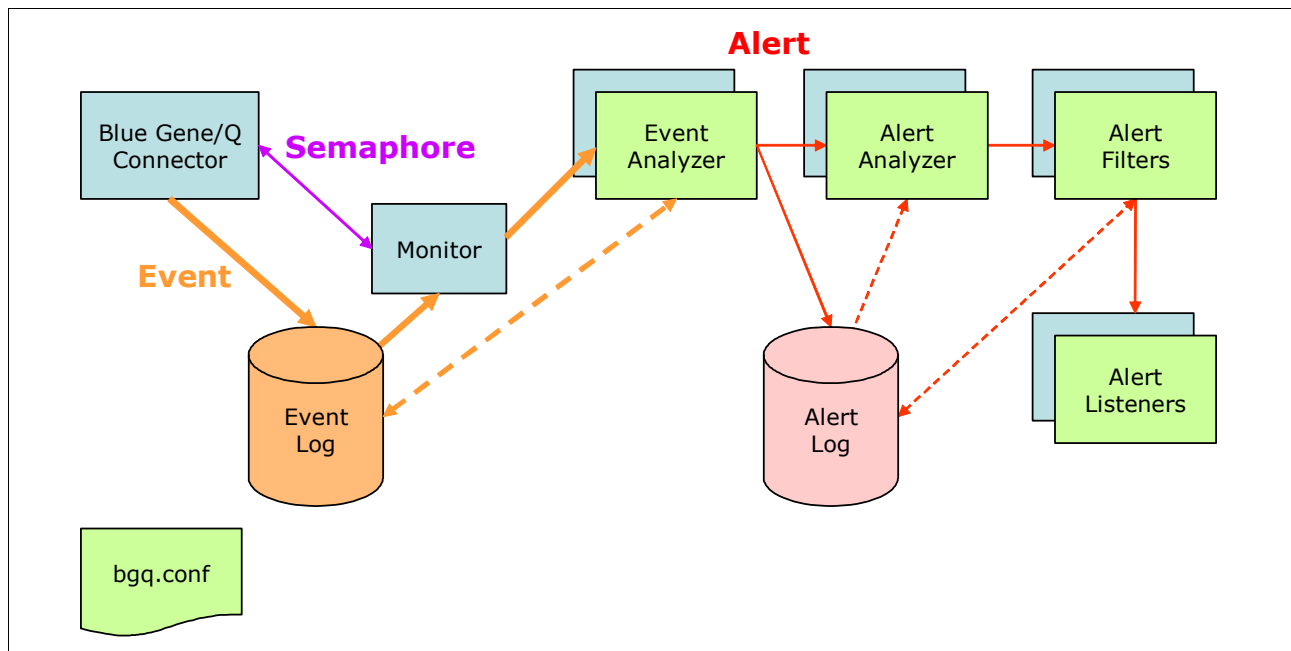 Alert
Blue Gene/Q
Connector
Semaphore
Event
Analyzer
Alert
Analyzer
Alert
Filters
Monitor
Event
Event
Log
Alert
Log
Alert
Listeners
bgq.conf